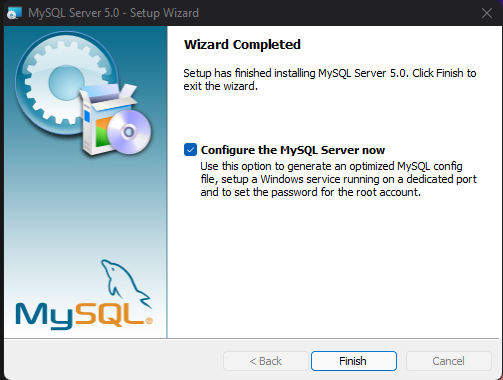 MySQL Server 5.0 - Setup Wizard
Wizard Completed
Setup has finished installing MySQL Server 5.0. Click Finish to
exit the wizard.
Configure the MySQL Server now
Use this option to generate an optimized MySQL config
file, setup a Windows service running on a dedicated port
and to set the password for the root account.
MySQL®
< Back
Finish
Cancel